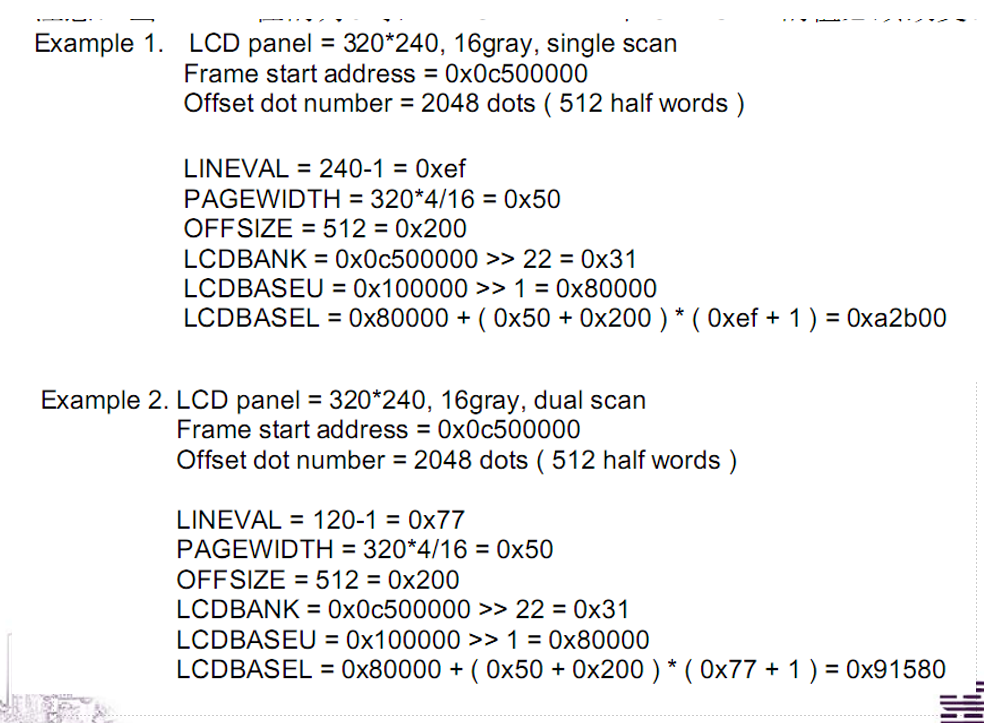 Example 1. LCD panel = 320*240, 16gray, single scan
Frame start address = 0x0c500000
Offset dot number = 2048 dots ( 512 half words )
LINEVAL = 240-1 = 0xef
PAGEWIDTH = 320*4/16 = 0x50
OFFSIZE = 512 = 0x200
LCDBANK = 0x0c500000 >> 22 = 0x31
LCDBASEU = 0x100000 >> 1 = 0x80000
LCDBASEL = 0x80000 + ( 0x50 + 0x200 ) * ( 0xef + 1 ) = 0xa2b00
Example 2. LCD panel = 320*240, 16gray, dual scan
Frame start address = 0x0c500000
Offset dot number = 2048 dots ( 512 half words )
LINEVAL = 120-1 = 0x77
PAGEWIDTH = 320*4/16 = 0x50
OFFSIZE = 512 = 0x200
LCDBANK = 0x0c500000 >> 22 = 0x31
LCDBASEU = 0x100000 >> 1 = 0x80000
LCDBASEL = 0x80000 + ( 0x50 + 0x200 ) * ( 0x77 + 1 ) = 0x91580